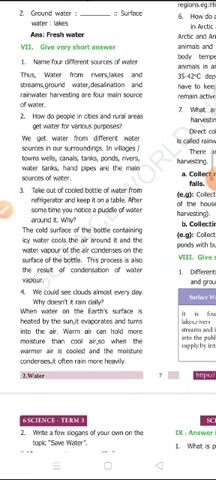 2. Ground water : ________ :: Surface
water : lakes
Ans: Fresh water
VII. Give very short answer
1. Name four different sources of water
Thus, Water from rivers,lakes and
streams,ground water,desalination and
rainwater harvesting are four main source
of water.
2. How do people in cities and rural areas
get water for various purposes?
We get water from different water
sources in our surroundings. In villages /
towns wells, canals, tanks, ponds, rivers,
water tanks, hand pipes are the main
sources of water.
3. Take out of cooled bottle of water from
refrigerator and keep it on a table. After
some time you notice a puddle of water
around it. Why?
The cold surface of the bottle containing
icy water cools the air around it and the
water vapour of the air condenses on the
surface of the bottle. This process is also
the result of condensation of water
vapour.
4. We could see clouds almost every day.
Why doesn't it rain daily?
When water on the Earth's surface is
heated by the sun,it evaporates and turns
into the air. Warm air can hold more
moisture than cool air,so when the
warmer air is cooled and the moisture
condenses,it often rain more heavily.
2.Water
regions.eg:Ho
6. How do a
in Arctic
Arctic and An
animals and
body tempe
animals in a
35-42°C dep
have to keep
remain active
7. What a
harvesting
Direct col
is called rainw
There
harvesting.
a. Collect
falls.
(e.g): Collect
of the house
harvesting)
b. Collectin
(e.g): Collect
ponds with bu
VIII. Give s
1. Different
and grou
Surface W
It is fou
lakes/rivers
streams and i
into the publ
supply by int
7
https://
6 SCIENCE - TERM 3
2. Write a few slogans of your own on the
topic "Save Water".
SC
IX . Answer i
1. What is p